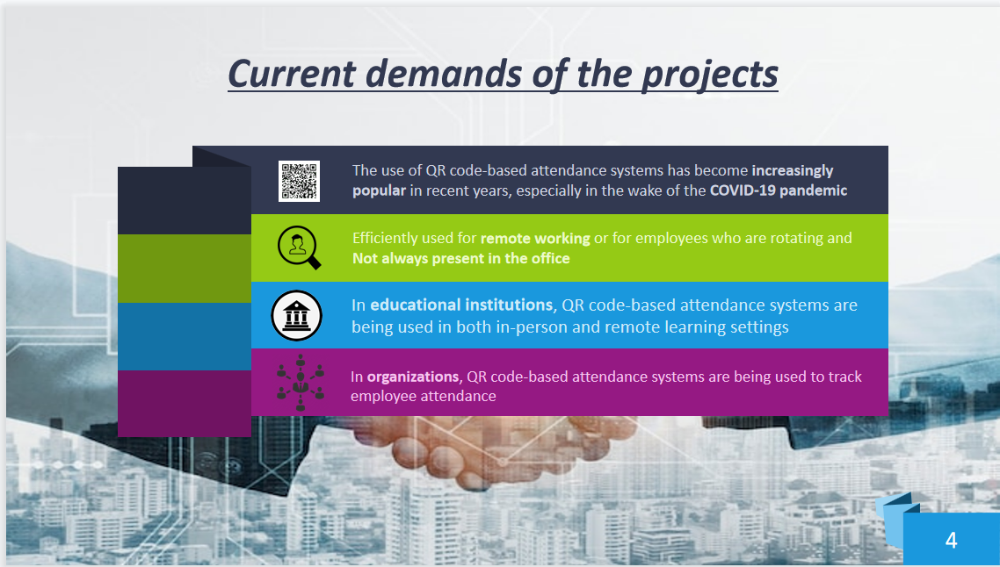 Current demands of the projects
The use of QR code-based attendance systems has become increasingly
popular in recent years, especially in the wake of the COVID-19 pandemic
Efficiently used for remote working or for employees who are rotating and
Not always present in the office
In educational institutions, QR code-based attendance systems are
being used in both in-person and remote learning settings
In organizations, QR code-based attendance systems are being used to track
employee attendance
4